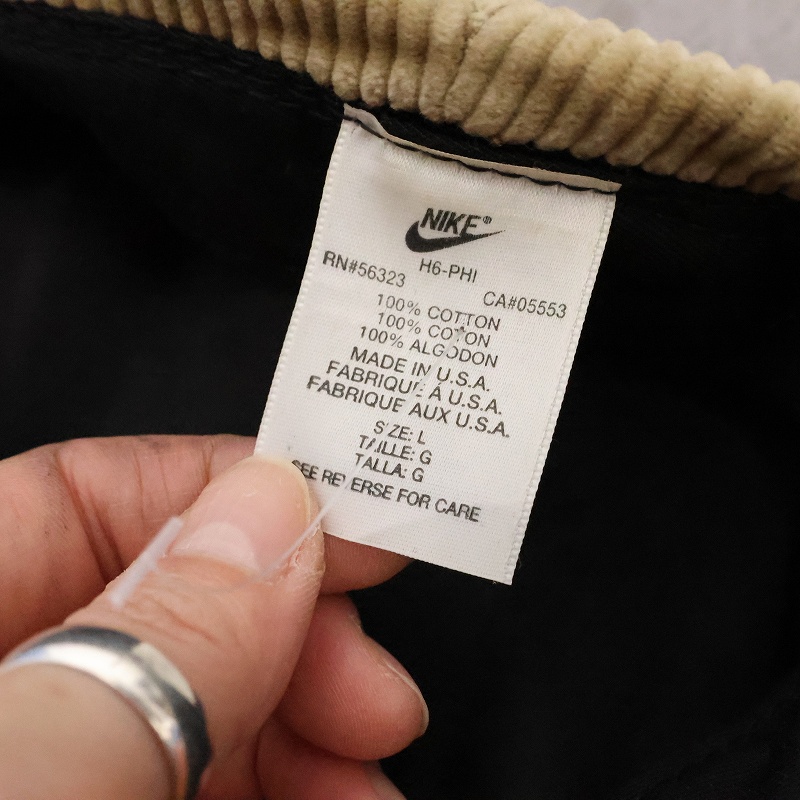 NIKE®
H6-PHI
RN#56323
CA#05553
100% COTTON
100% COTON
100% ALGODON
MADE IN U.S.A.
FABRIQUÉ À U.S.A.
FABRIQUE AUX U.S.A.
SIZE: L
TAILLE: G
TALLA: G
SEE REVERSE FOR CARE